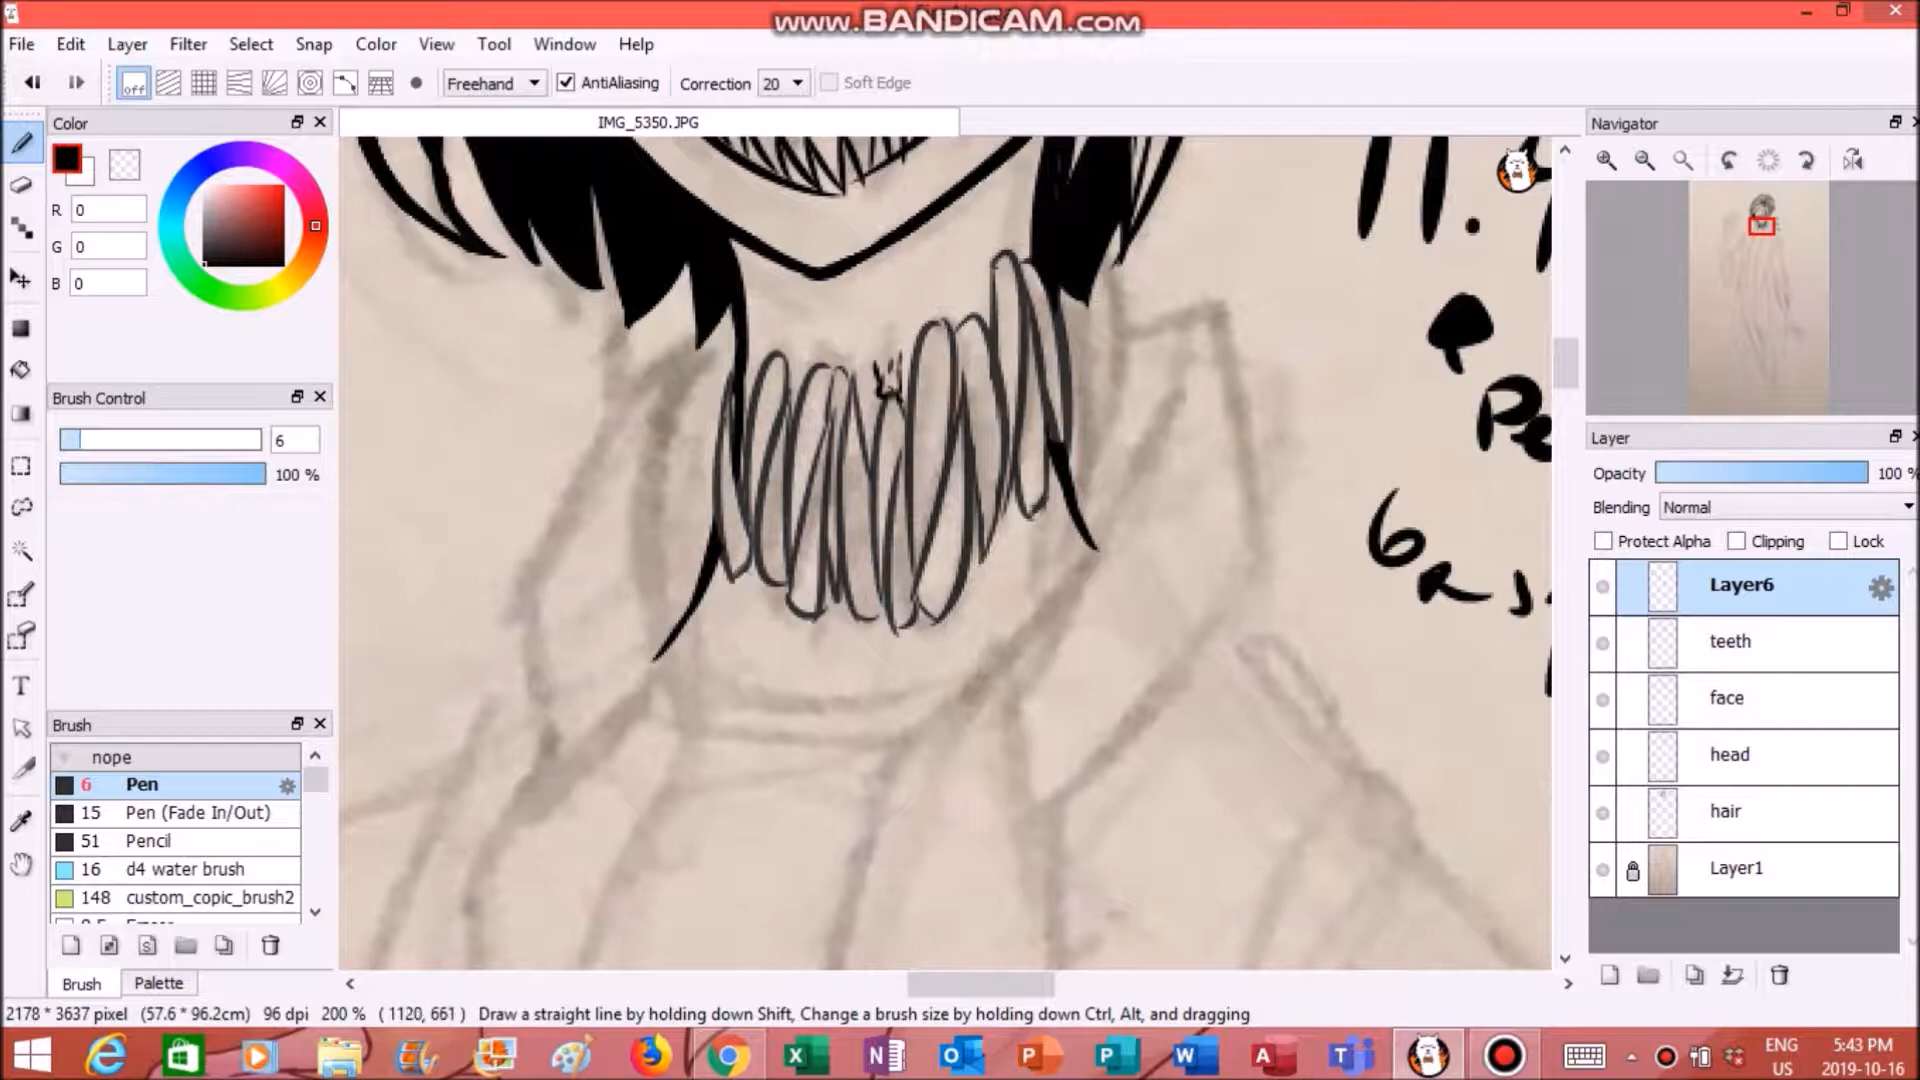 www.BANDICAM.com
File Edit Layer Filter Select Snap Color View Tool Window Help
off Freehand AntiAliasing Correction 20 Soft Edge
Color
IMG_5350.JPG
Navigator
R 0
G 0
B 0
Brush Control
6
100 %
Brush
nope
6 Pen
15 Pen (Fade In/Out)
51 Pencil
16 d4 water brush
148 custom_copic_brush2
Brush Palette
Layer
Opacity 100 %
Blending Normal
Protect Alpha Clipping Lock
Layer6
teeth
face
head
hair
Layer1
2178 * 3637 pixel (57.6 * 96.2cm) 96 dpi 200 % ( 1120, 661 ) Draw a straight line by holding down Shift, Change a brush size by holding down Ctrl, Alt, and dragging
ENG
US
5:43 PM
2019-10-16